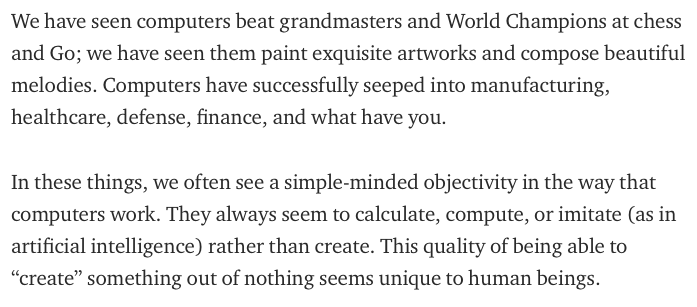 We have seen computers beat grandmasters and World Champions at chess
and Go; we have seen them paint exquisite artworks and compose beautiful
melodies. Computers have successfully seeped into manufacturing,
healthcare, defense, finance, and what have you.
In these things, we often see a simple-minded objectivity in the way that
computers work. They always seem to calculate, compute, or imitate (as in
artificial intelligence) rather than create. This quality of being able to
“create” something out of nothing seems unique to human beings.